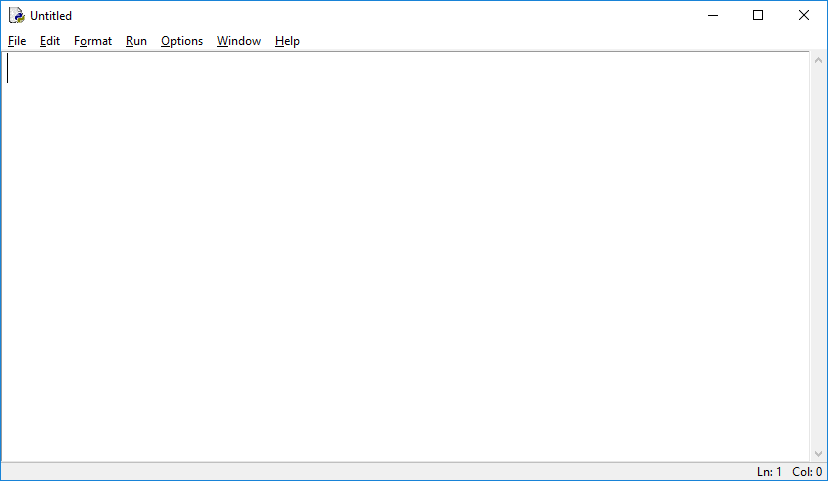 Untitled
File Edit Format Run Options Window Help
Ln: 1 Col: 0